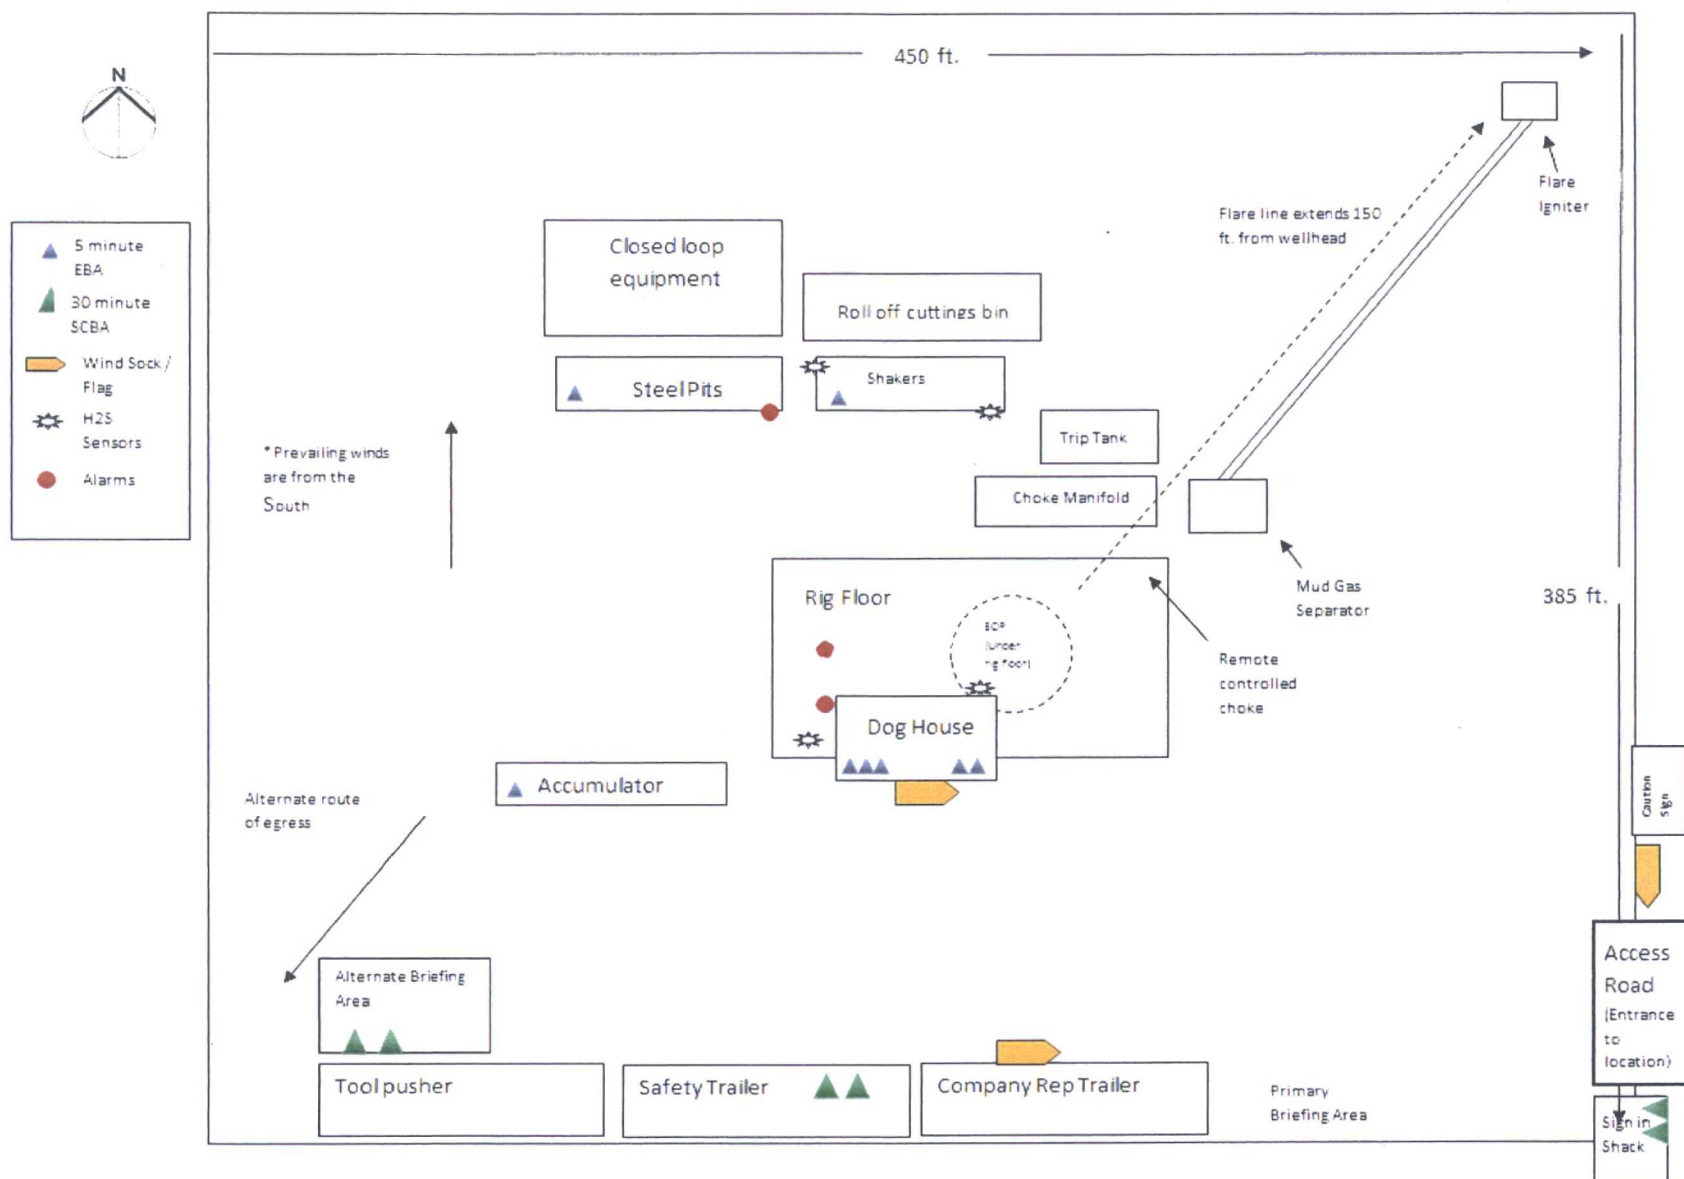 450 ft.
N
Flare
Igniter
5 minute
EBA
30 minute
SCBA
Wind Sock /
Flag
H2S
Sensors
Alarms
Flare line extends 150
ft. from wellhead
Closed loop
equipment
Roll off cuttings bin
Steel Pits
Shakers
Trip Tank
Choke Manifold
* Prevailing winds
are from the
South
Mud Gas
Separator
385 ft.
Rig Floor
BOP
(Under
rig floor)
Remote
controlled
choke
Dog House
Accumulator
Alternate route
of egress
Caution
Sign
Access
Road
(Entrance
to
location)
Alternate Briefing
Area
Tool pusher
Safety Trailer
Company Rep Trailer
Primary
Briefing Area
Sign in
Shack